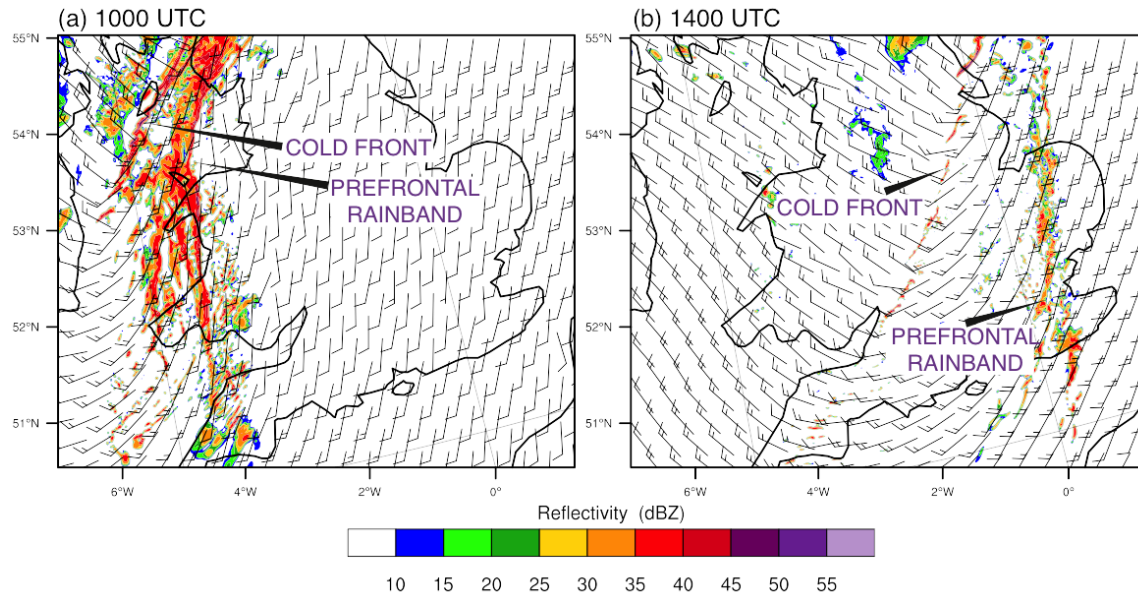 (a) 1000 UTC
(b) 1400 UTC
55°N
54°N
53°N
52°N
51°N
COLD FRONT
PREFRONTAL
RAINBAND
6°W
4°W
2°W
0°
55°N
54°N
53°N
52°N
51°N
COLD FRONT
PREFRONTAL
RAINBAND
6°W
4°W
2°W
0°
Reflectivity (dBZ)
10 15 20 25 30 35 40 45 50 55